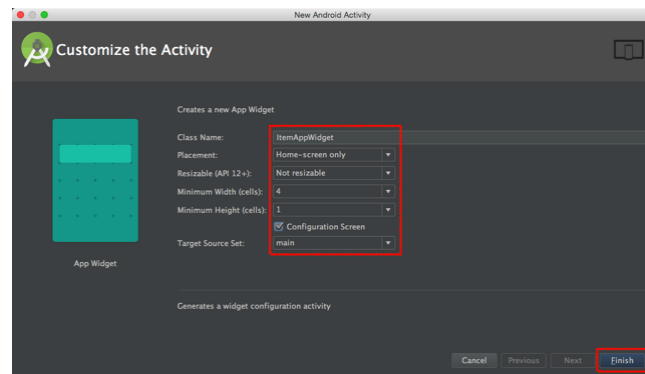 New Android Activity
Customize the Activity
Creates a new App Widget
Class Name: ItemAppWidget
Placement: Home-screen only
Resizable (API 12+): Not resizable
Minimum Width (cells): 4
Minimum Height (cells): 1
Configuration Screen
Target Source Set: main
App Widget
Generates a widget configuration activity
Cancel Previous Next Finish